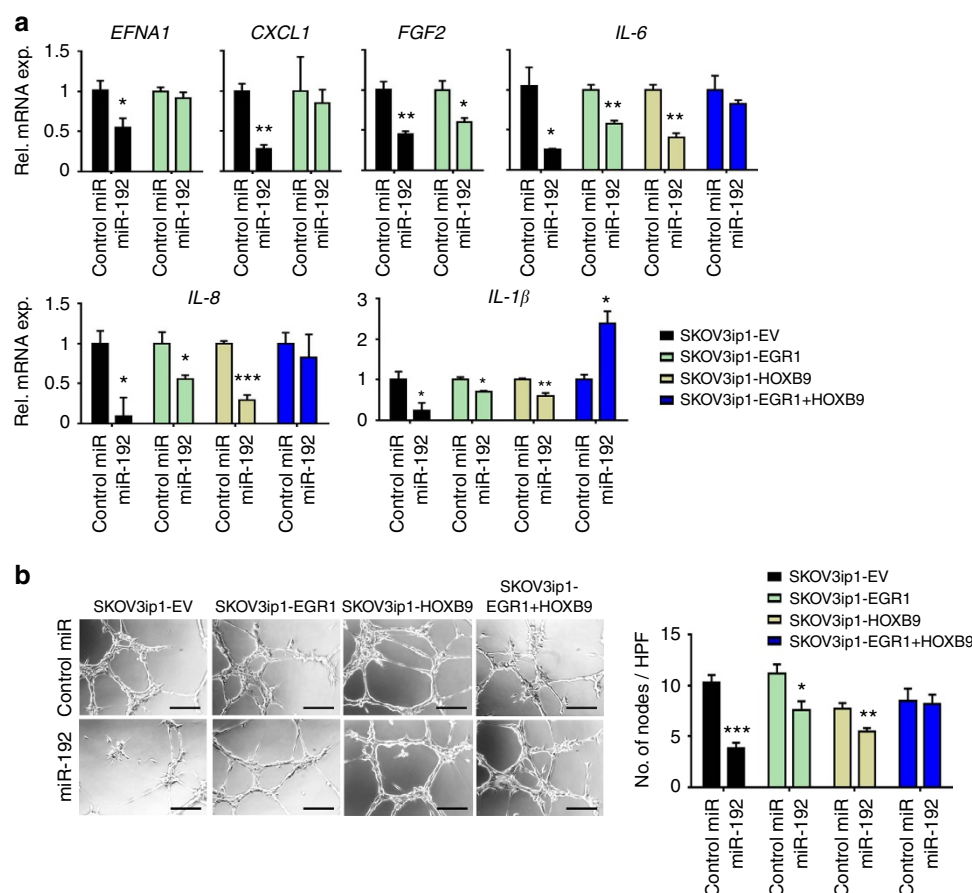 a
EFNA1 CXCL1 FGF2 IL-6
Rel. mRNA exp.
1.5
1
0.5
0
* ** ** * * ** **
Control miR
miR-192
Control miR
miR-192
Control miR
miR-192
Control miR
miR-192
Control miR
miR-192
Control miR
miR-192
Control miR
miR-192
Control miR
miR-192
Control miR
miR-192
Control miR
miR-192
IL-8 IL-1β
Rel. mRNA exp.
1.5
1
0.5
0
* * ***
3
2
1
0
* * ** *
Control miR
miR-192
Control miR
miR-192
Control miR
miR-192
Control miR
miR-192
Control miR
miR-192
Control miR
miR-192
Control miR
miR-192
Control miR
miR-192
SKOV3ip1-EV
SKOV3ip1-EGR1
SKOV3ip1-HOXB9
SKOV3ip1-EGR1+HOXB9
b
SKOV3ip1-EV SKOV3ip1-EGR1 SKOV3ip1-HOXB9 SKOV3ip1-
EGR1+HOXB9
Control miR
miR-192
SKOV3ip1-EV
SKOV3ip1-EGR1
SKOV3ip1-HOXB9
SKOV3ip1-EGR1+HOXB9
No. of nodes / HPF
15
10
5
0
*** * **
Control miR
miR-192
Control miR
miR-192
Control miR
miR-192
Control miR
miR-192